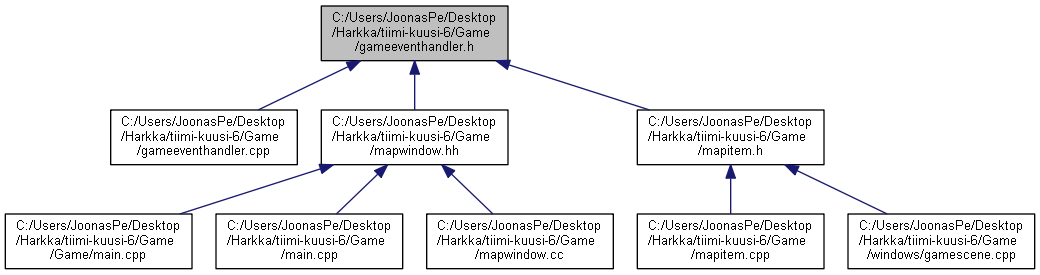 C:/Users/JoonasPe/Desktop
/Harkka/tiimi-kuusi-6/Game
/gameeventhandler.h
C:/Users/JoonasPe/Desktop
/Harkka/tiimi-kuusi-6/Game
/gameeventhandler.cpp
C:/Users/JoonasPe/Desktop
/Harkka/tiimi-kuusi-6/Game
/mapwindow.hh
C:/Users/JoonasPe/Desktop
/Harkka/tiimi-kuusi-6/Game
/mapitem.h
C:/Users/JoonasPe/Desktop
/Harkka/tiimi-kuusi-6/Game
/Game/main.cpp
C:/Users/JoonasPe/Desktop
/Harkka/tiimi-kuusi-6/Game
/main.cpp
C:/Users/JoonasPe/Desktop
/Harkka/tiimi-kuusi-6/Game
/mapwindow.cc
C:/Users/JoonasPe/Desktop
/Harkka/tiimi-kuusi-6/Game
/mapitem.cpp
C:/Users/JoonasPe/Desktop
/Harkka/tiimi-kuusi-6/Game
/windows/gamescene.cpp